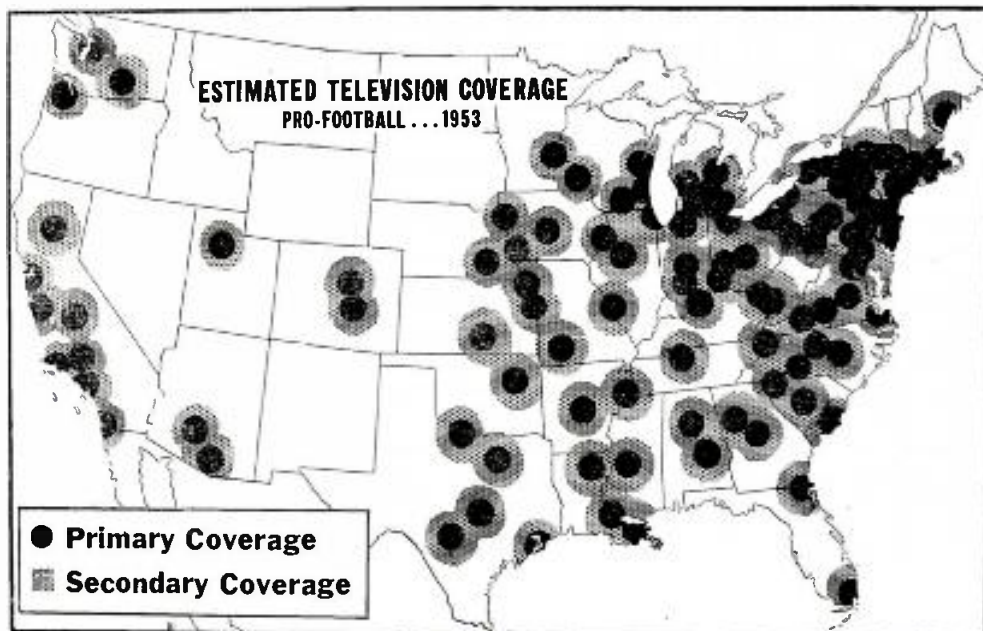 ESTIMATED TELEVISION COVERAGE
PRO-FOOTBALL...1953
Primary Coverage
Secondary Coverage